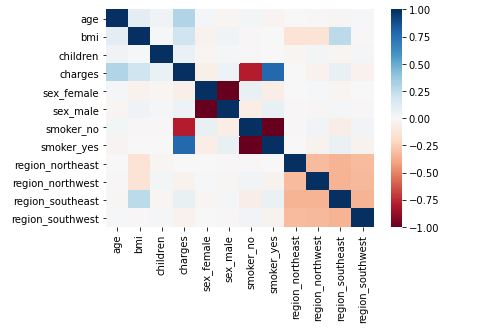 age
bmi
children
charges
sex_female
sex_male
smoker_no
smoker_yes
region_northeast
region_northwest
region_southeast
region_southwest
age
bmi
children
charges
sex_female
sex_male
smoker_no
smoker_yes
region_northeast
region_northwest
region_southeast
region_southwest
1.00
0.75
0.50
0.25
0.00
−0.25
−0.50
−0.75
−1.00